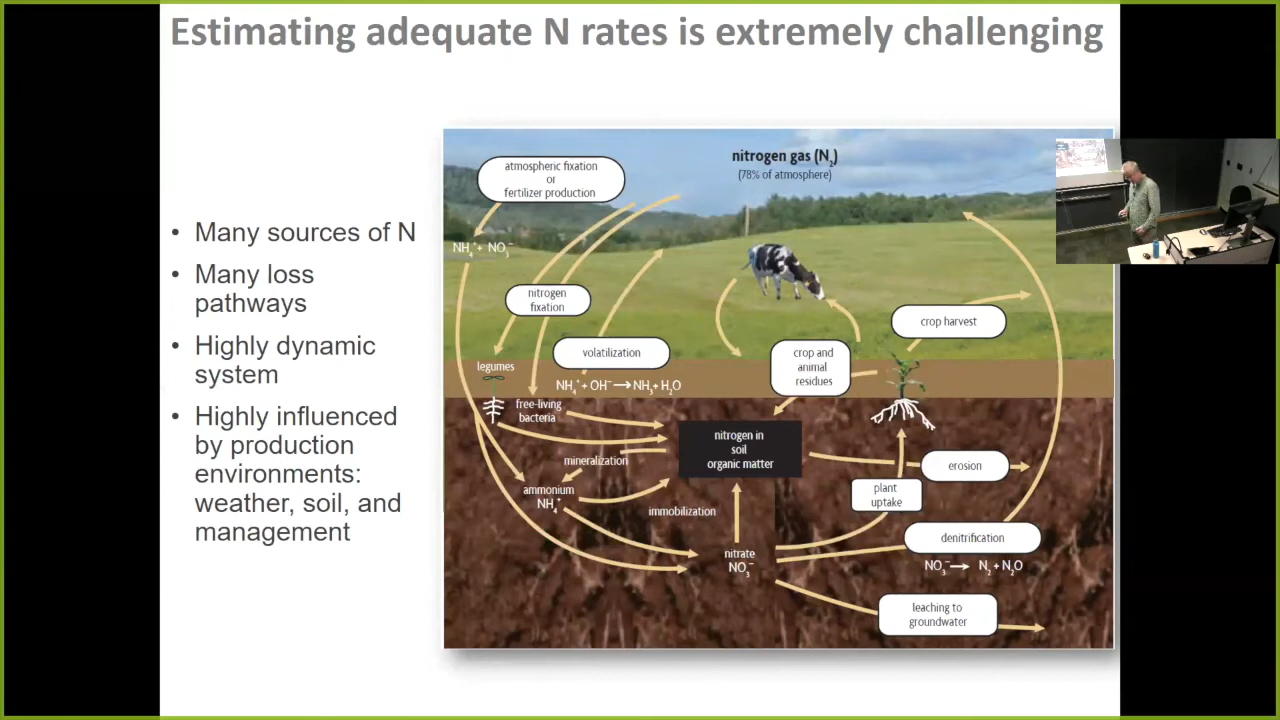 Estimating adequate N rates is extremely challenging
• Many sources of N
• Many loss
pathways
• Highly dynamic
system
• Highly influenced
by production
environments:
weather, soil, and
management
atmospheric fixation
or
fertilizer production
nitrogen gas (N₂)
(78% of atmosphere)
NH₄⁺ + NO₃⁻
nitrogen
fixation
crop harvest
volatilization
crop and
animal
residues
legumes
NH₄⁺ + OH⁻ → NH₃ + H₂O
free-living
bacteria
nitrogen in
soil
organic matter
mineralization
erosion
ammonium
NH₄⁺
plant
uptake
immobilization
denitrification
nitrate
NO₃⁻
NO₃⁻ → N₂ + N₂O
leaching to
groundwater